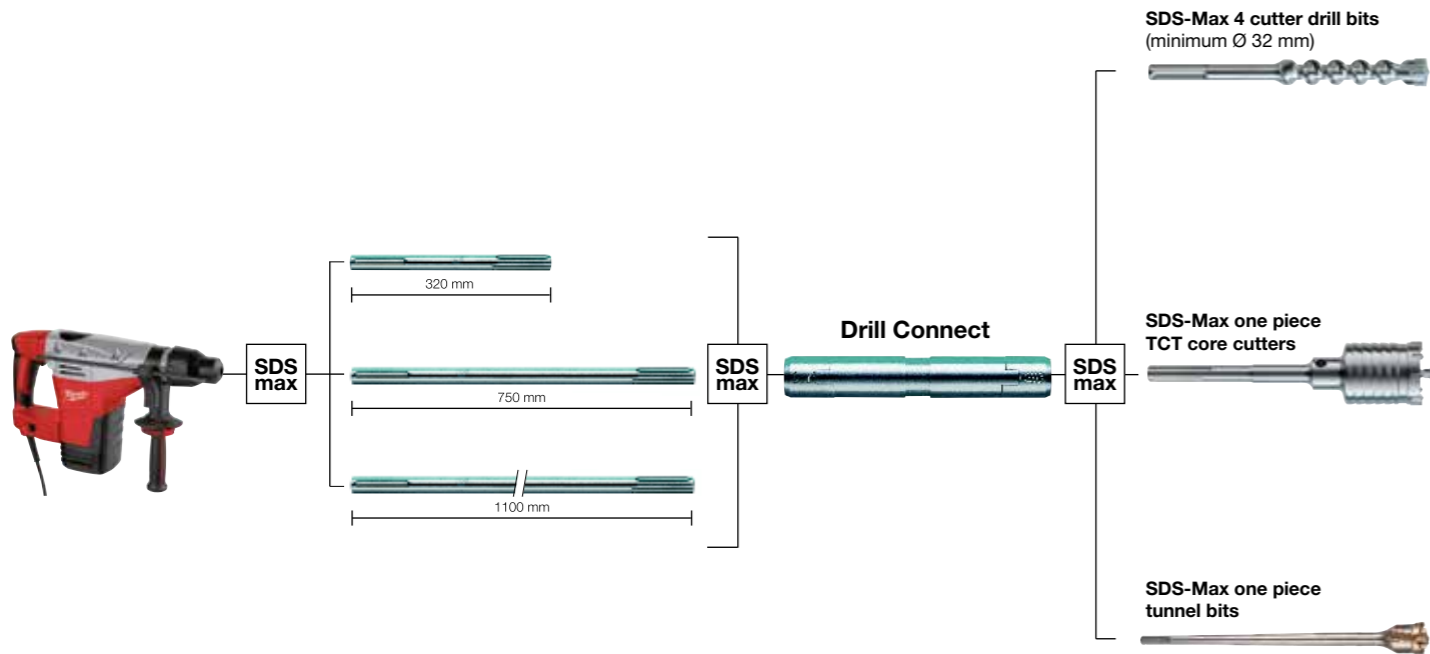 SDS-Max 4 cutter drill bits
(minimum Ø 32 mm)
320 mm
SDS
max
750 mm
1100 mm
SDS
max
Drill Connect
SDS
max
SDS-Max one piece
TCT core cutters
SDS-Max one piece
tunnel bits